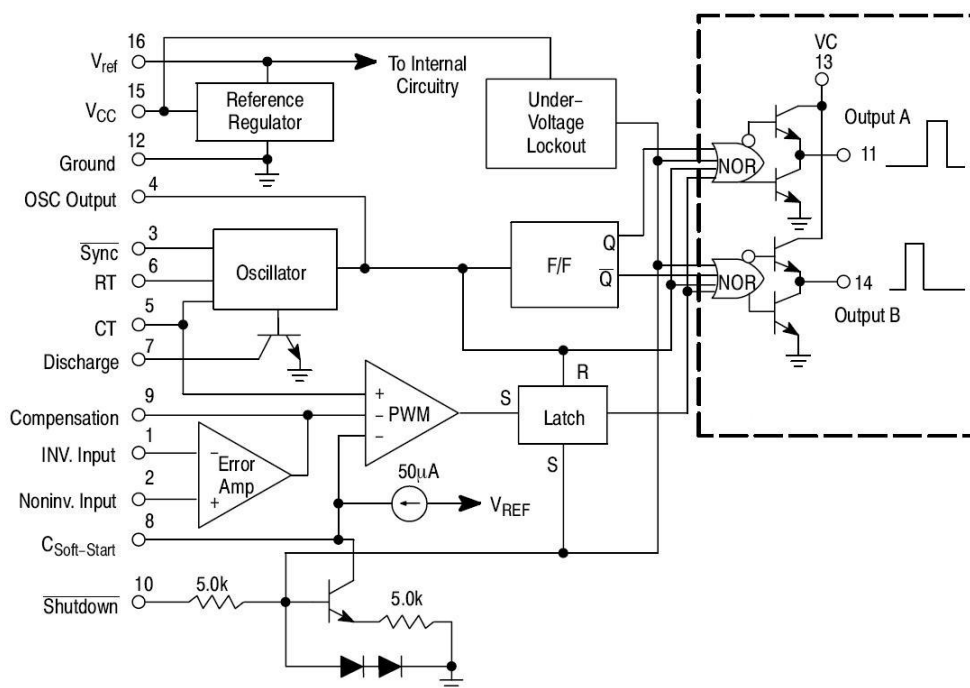 16
Vref
To Internal
Circuitry
15
VCC
Reference
Regulator
12
Ground
4
OSC Output
Under–
Voltage
Lockout
VC
13
Output A
NOR
11
3
Sync
6
RT
Oscillator
5
CT
7
Discharge
Q
F/F
Q
NOR
14
Output B
9
Compensation
+
–
PWM
–
R
S
Latch
S
1
INV. Input
–
Error
Amp
2
Noninv. Input
+
50µA
VREF
8
CSoft–Start
10
Shutdown
5.0k
5.0k